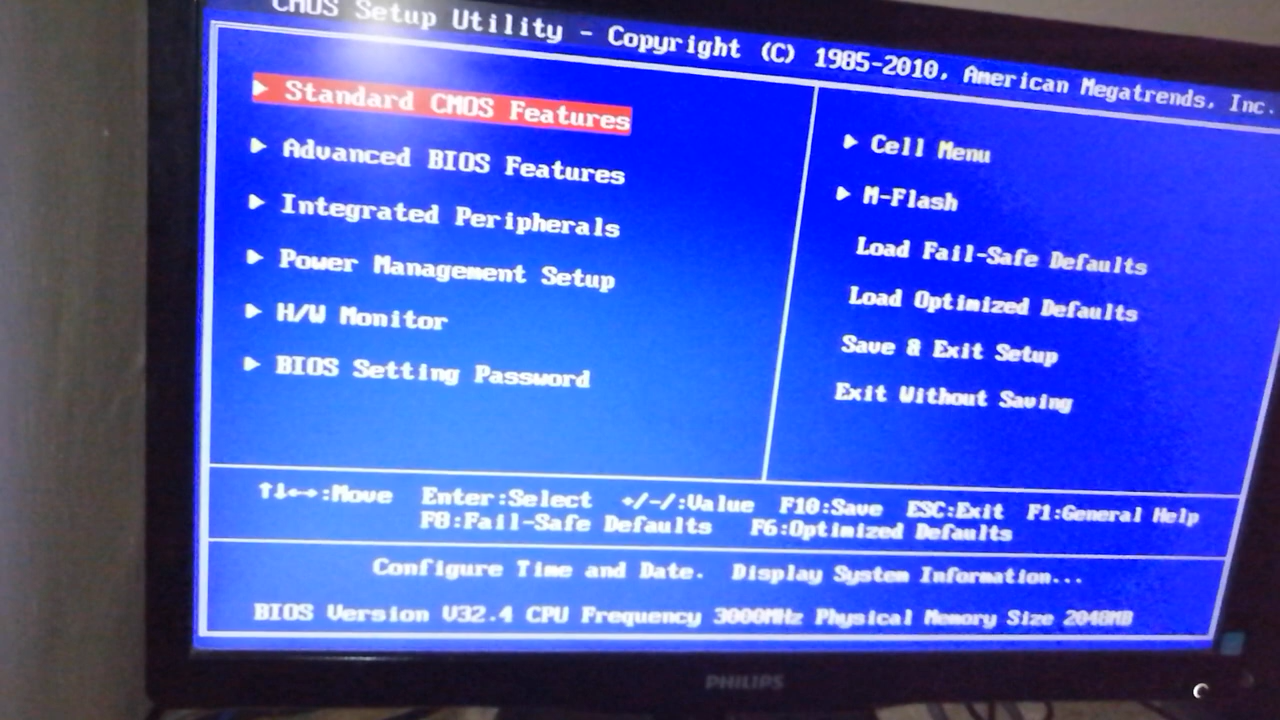 CMOS Setup Utility - Copyright (C) 1985-2010, American Megatrends, Inc.
Standard CMOS Features
Advanced BIOS Features
Integrated Peripherals
Power Management Setup
H/W Monitor
BIOS Setting Password
Cell Menu
M-Flash
Load Fail-Safe Defaults
Load Optimized Defaults
Save & Exit Setup
Exit Without Saving
↑↓←→:Move Enter:Select +/-/:Value F10:Save ESC:Exit F1:General Help
F8:Fail-Safe Defaults F6:Optimized Defaults
Configure Time and Date. Display System Information...
BIOS Version V32.4 CPU Frequency 3000MHz Physical Memory Size 2048MB
PHILIPS